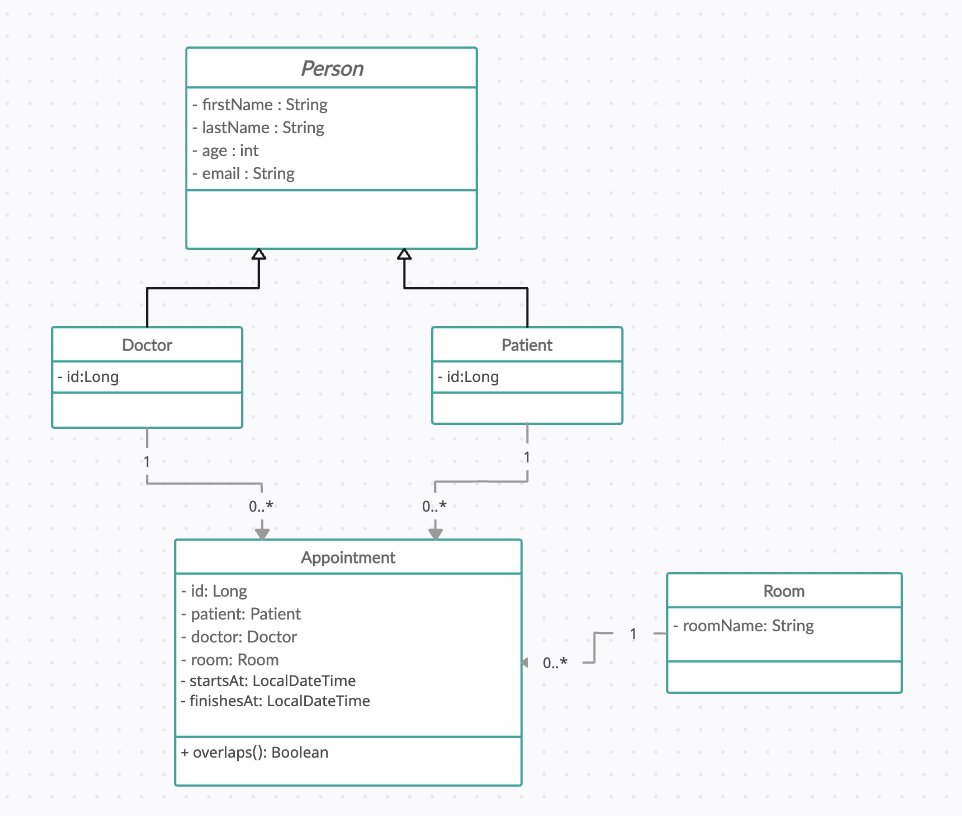 Person
- firstName : String
- lastName : String
- age : int
- email : String
Doctor
- id:Long
Patient
- id:Long
1
1
0..*
0..*
Appointment
- id: Long
- patient: Patient
- doctor: Doctor
- room: Room
- startsAt: LocalDateTime
- finishesAt: LocalDateTime
+ overlaps(): Boolean
0..*
1
Room
- roomName: String